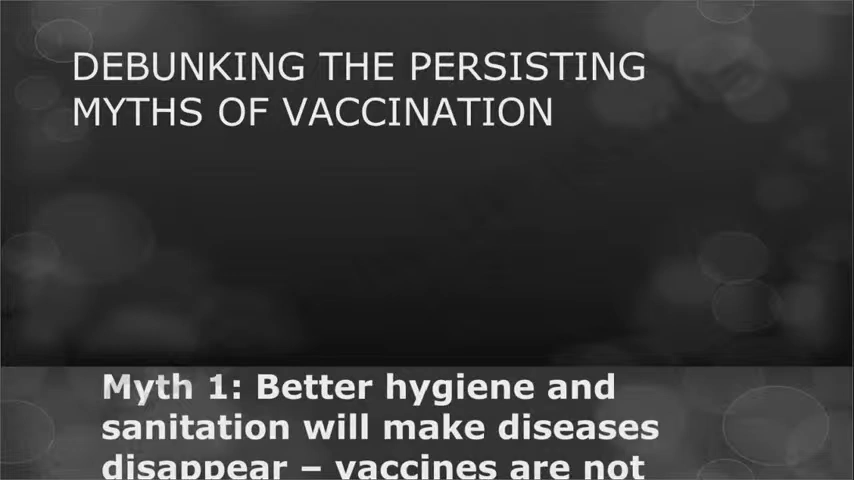 DEBUNKING THE PERSISTING
MYTHS OF VACCINATION
Myth 1: Better hygiene and
sanitation will make diseases
disappear – vaccines are not